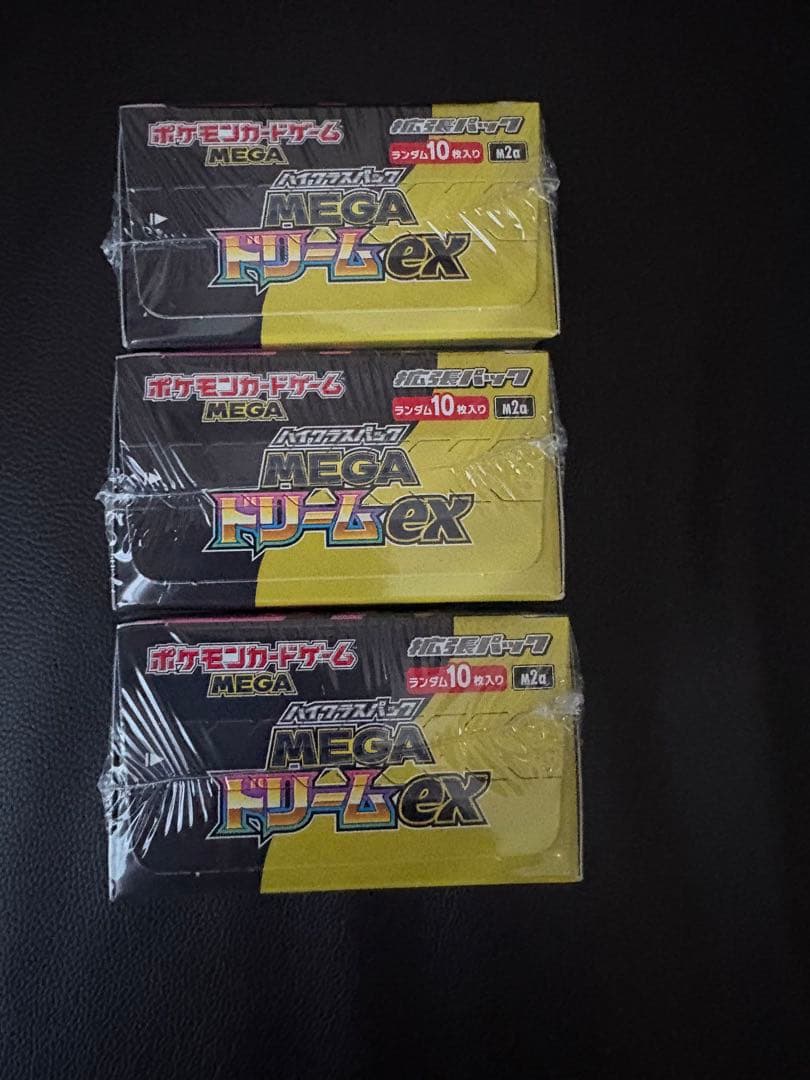 ポケモンカードゲーム
MEGA
拡張パック
ランダム10枚入り M2a
ハイクラスパック
MEGA
ドリームex
ポケモンカードゲーム
MEGA
拡張パック
ランダム10枚入り M2a
ハイクラスパック
MEGA
ドリームex
ポケモンカードゲーム
MEGA
拡張パック
ランダム10枚入り M2a
ハイクラスパック
MEGA
ドリームex